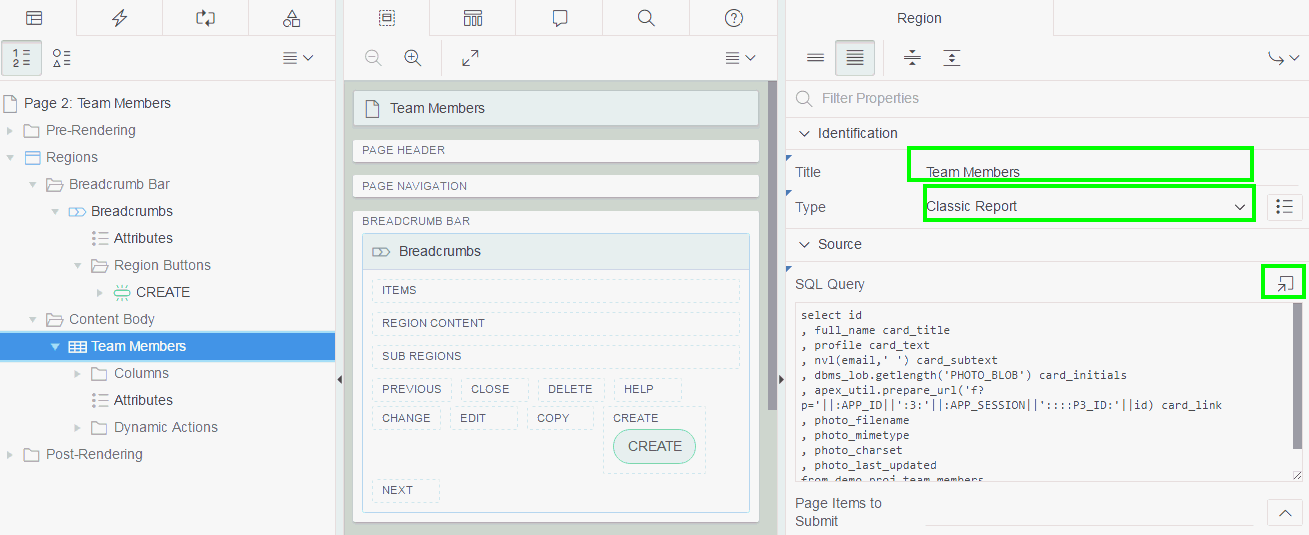 Page 2: Team Members
Pre-Rendering
Regions
Breadcrumb Bar
Breadcrumbs
Attributes
Region Buttons
CREATE
Content Body
Team Members
Columns
Attributes
Dynamic Actions
Post-Rendering
Team Members
PAGE HEADER
PAGE NAVIGATION
BREADCRUMB BAR
Breadcrumbs
ITEMS
REGION CONTENT
SUB REGIONS
PREVIOUS CLOSE DELETE HELP
CHANGE EDIT COPY CREATE
CREATE
NEXT
Region
Filter Properties
Identification
Title Team Members
Type Classic Report
Source
SQL Query
select id
, full_name card_title
, profile card_text
, nvl(email,' ') card_subtext
, dbms_lob.getlength('PHOTO_BLOB') card_initials
, apex_util.prepare_url('f?
p='||:APP_ID||':3:'||:APP_SESSION||'::::P3_ID:'||id) card_link
, photo_filename
, photo_mimetype
, photo_charset
, photo_last_updated
from demo_proj_team_members
Page Items to
Submit